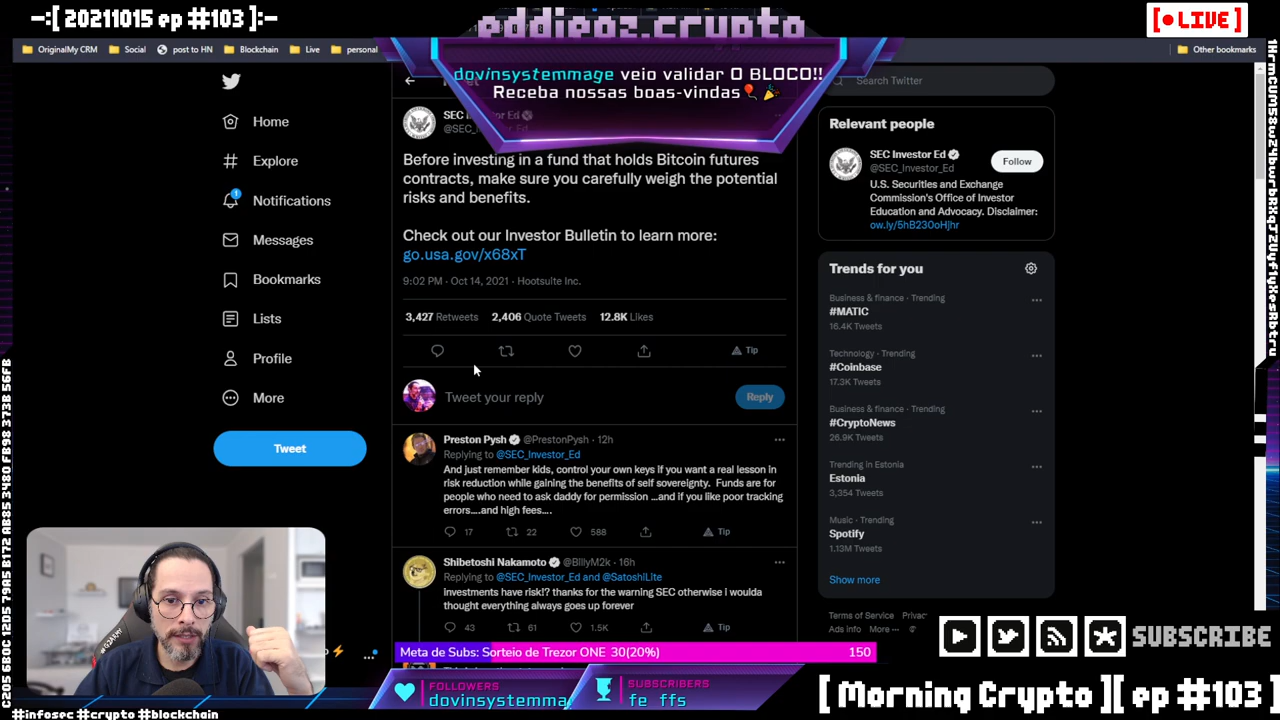 -:[ 20211015 ep #103 ]:-
eddieoz.crypto
[ LIVE ]
OriginalMy CRM
Social
post to HN
Blockchain
Live
personal
Other bookmarks
dovinsystemmage veio validar O BLOCO!!
Receba nossas boas-vindas🎈🎉
Search Twitter
Home
Explore
1
Notifications
Messages
Bookmarks
Lists
Profile
More
Tweet
SEC Investor Ed
Before investing in a fund that holds Bitcoin futures
contracts, make sure you carefully weigh the potential
risks and benefits.
Check out our Investor Bulletin to learn more:
go.usa.gov/x68xT
9:02 PM · Oct 14, 2021 · Hootsuite Inc.
3,427 Retweets 2,406 Quote Tweets 12.8K Likes
Tip
Tweet your reply
Reply
Preston Pysh @PrestonPysh · 12h
Replying to @SEC_Investor_Ed
And just remember kids, control your own keys if you want a real lesson in
risk reduction while gaining the benefits of self sovereignty. Funds are for
people who need to ask daddy for permission ...and if you like poor tracking
errors....and high fees....
17 22 588 Tip
Shibetoshi Nakamoto @BillyM2k · 16h
Replying to @SEC_Investor_Ed and @SatoshiLite
investments have risk!? thanks for the warning SEC otherwise i woulda
thought everything always goes up forever
43 61 1.5K Tip
Relevant people
SEC Investor Ed
@SEC_Investor_Ed
Follow
U.S. Securities and Exchange
Commission's Office of Investor
Education and Advocacy. Disclaimer:
ow.ly/5hB230oHjhr
Trends for you
Business & finance · Trending
#MATIC
16.4K Tweets
Technology · Trending
#Coinbase
17.3K Tweets
Business & finance · Trending
#CryptoNews
26.9K Tweets
Trending in Estonia
Estonia
3,354 Tweets
Music · Trending
Spotify
1.13M Tweets
Show more
Terms of Service
Ads info More
Meta de Subs: Sorteio de Trezor ONE 30(20%) 150
FOLLOWERS
dovinsystemma
SUBSCRIBERS
fe ffs
SUBSCRIBE
[ Morning Crypto ][ ep #103 ]
#infosec #crypto #blockchain